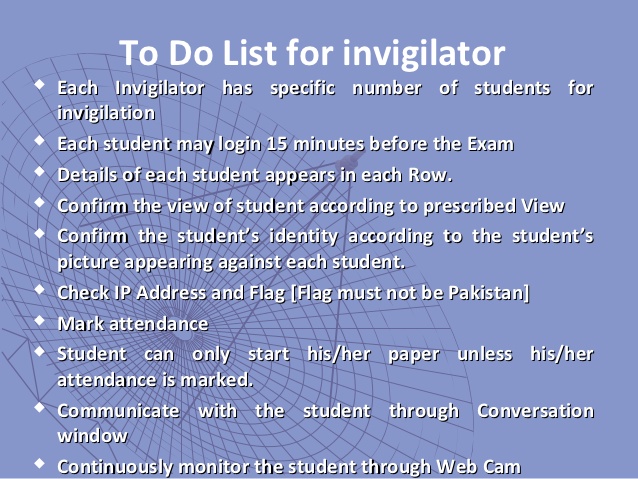 To Do List for invigilator
Each Invigilator has specific number of students for
invigilation
Each student may login 15 minutes before the Exam
Details of each student appears in each Row.
Confirm the view of student according to prescribed View
Confirm the student's identity according to the student's
picture appearing against each student.
Check IP Address and Flag [Flag must not be Pakistan]
Mark attendance
Student can only start his/her paper unless his/her
attendance is marked.
Communicate with the student through Conversation
window
Continuously monitor the student through Web Cam